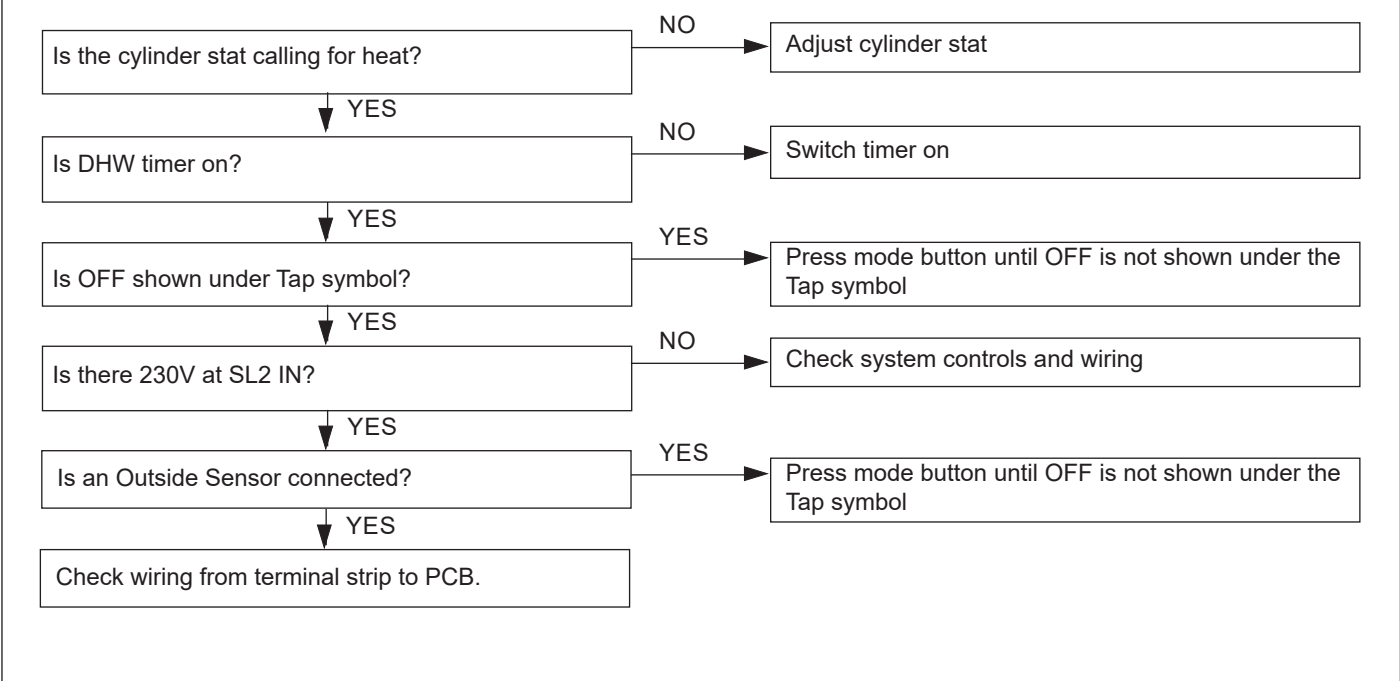 Is the cylinder stat calling for heat?
NO
Adjust cylinder stat
YES
Is DHW timer on?
NO
Switch timer on
YES
Is OFF shown under Tap symbol?
YES
Press mode button until OFF is not shown under the
Tap symbol
YES
Is there 230V at SL2 IN?
NO
Check system controls and wiring
YES
Is an Outside Sensor connected?
YES
Press mode button until OFF is not shown under the
Tap symbol
YES
Check wiring from terminal strip to PCB.